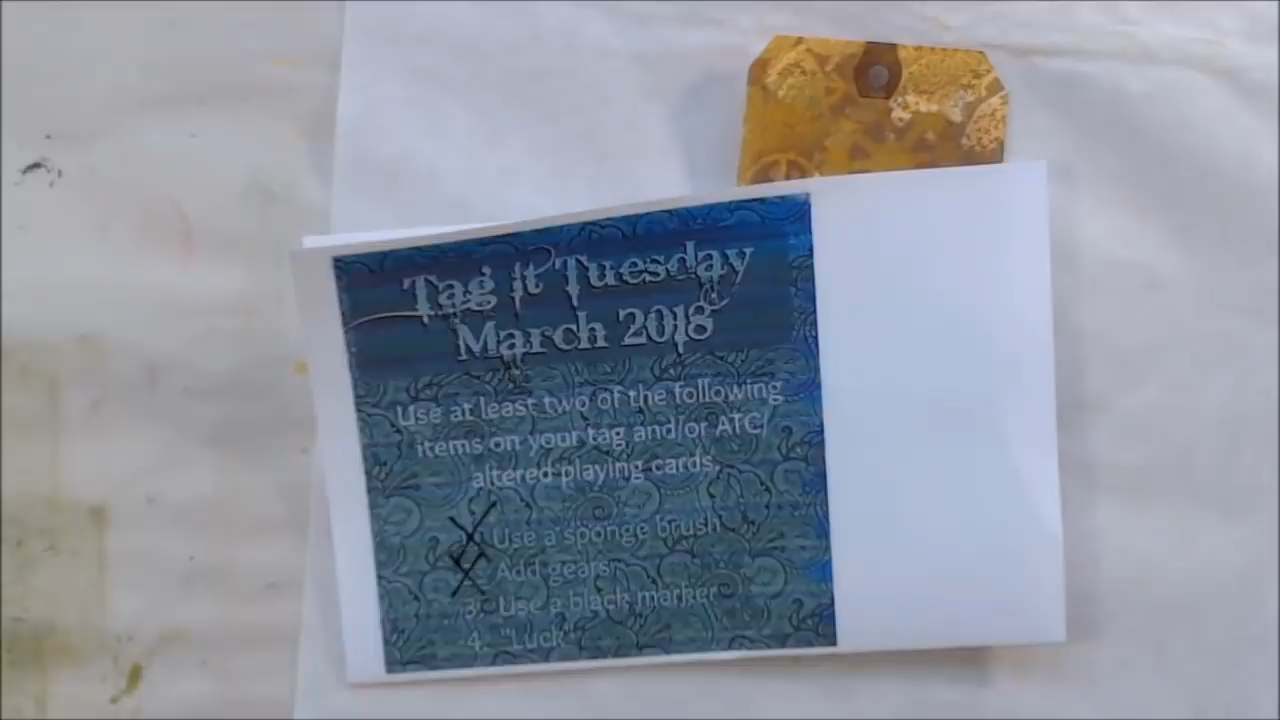 Tag it Tuesday
March 2018
Use at least two of the following
items on your tag and/or ATC/
altered playing cards.
Use a sponge brush
Add gears
3. Use a black marker
4. "Luck"